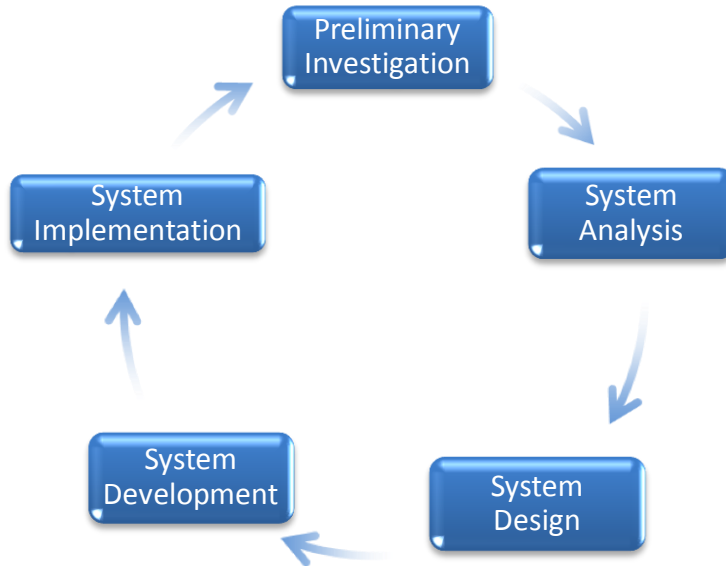 Preliminary
Investigation
System
Analysis
System
Design
System
Development
System
Implementation